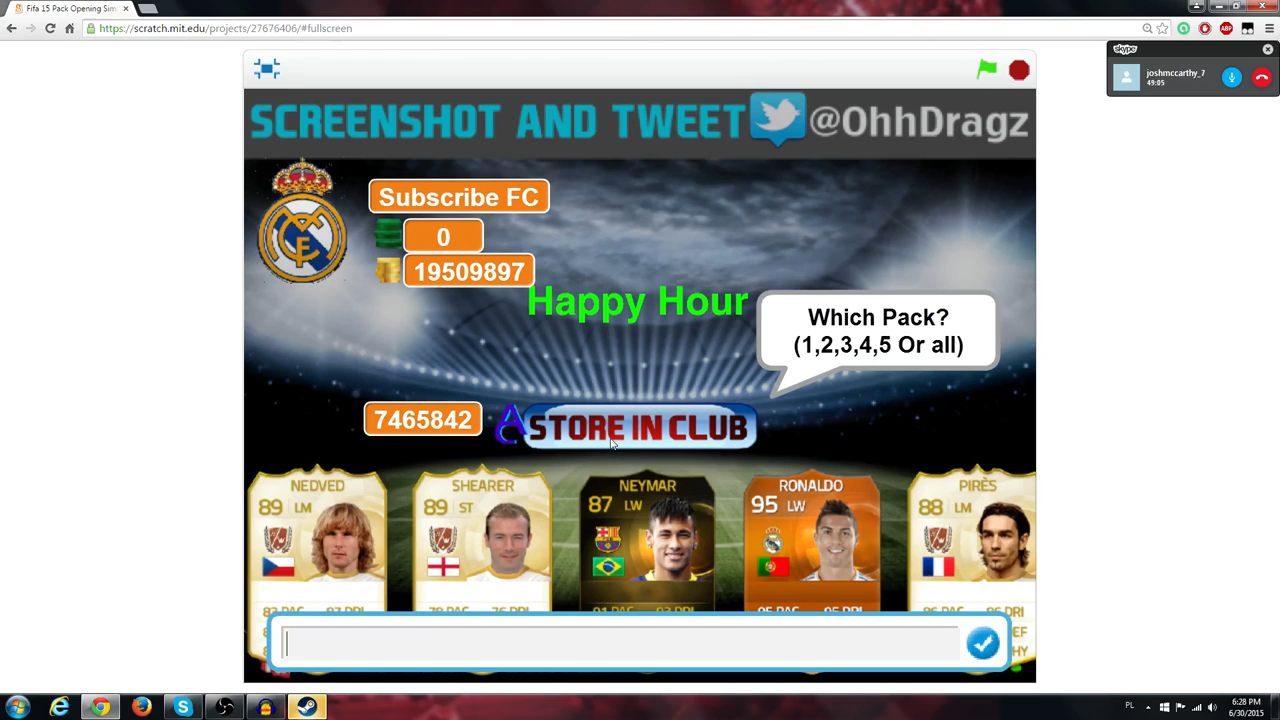 Fifa 15 Pack Opening Sim
https://scratch.mit.edu/projects/27676406/#fullscreen
skype
joshmccarthy_7
49:05
SCREENSHOT AND TWEET @OhhDragz
Subscribe FC
0
19509897
Happy Hour
Which Pack?
(1,2,3,4,5 Or all)
7465842
STORE IN CLUB
NEDVED
89 LM
SHEARER
89 ST
NEYMAR
87 LW
RONALDO
95 LW
PIRÈS
88 LM
PL
6:28 PM
6/30/2015